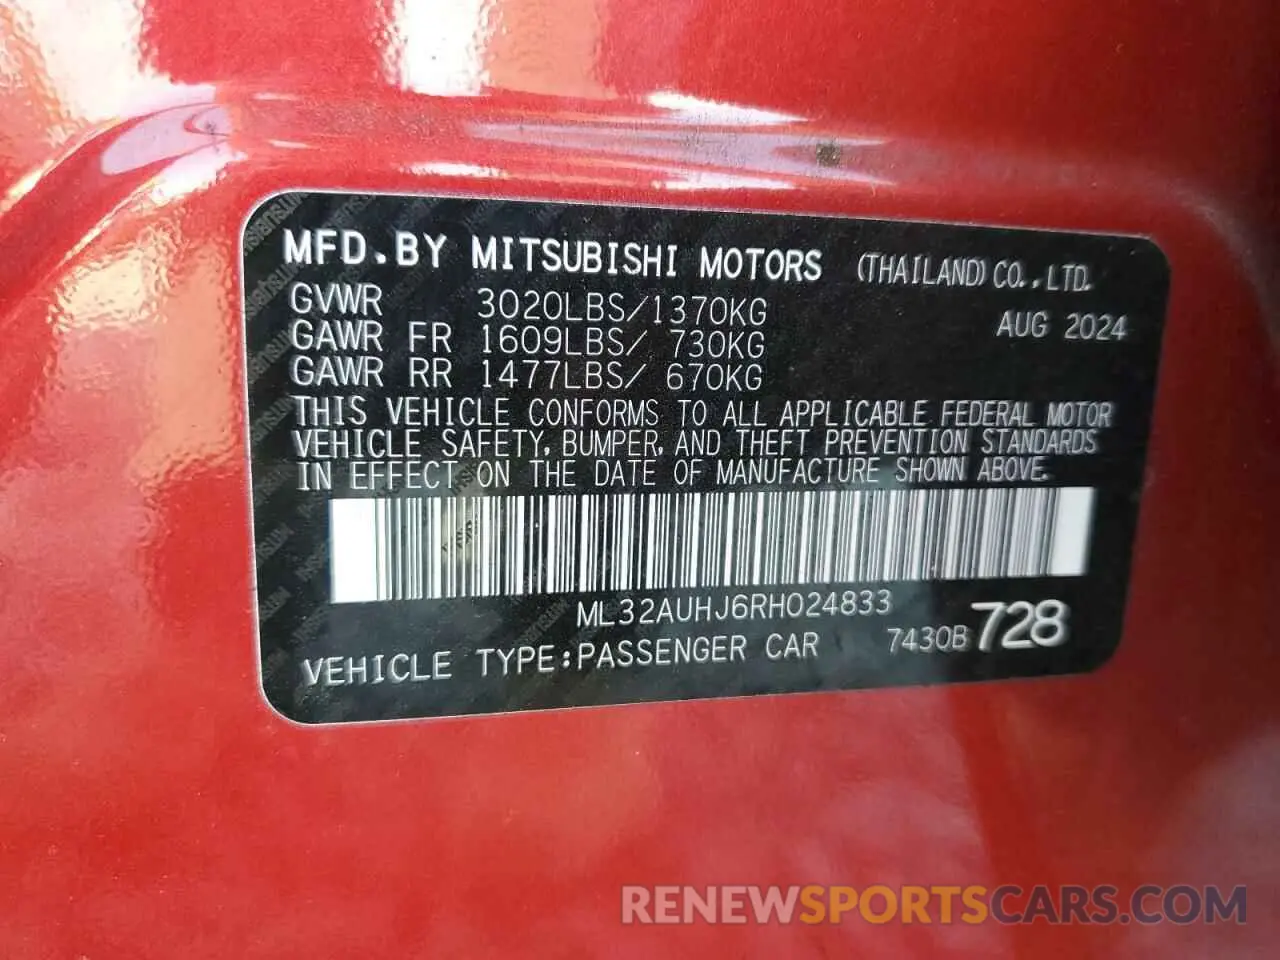 MFD.BY MITSUBISHI MOTORS (THAILAND) CO.,LTD.
GVWR 3020LBS/1370KG AUG 2024
GAWR FR 1609LBS/ 730KG
GAWR RR 1477LBS/ 670KG
THIS VEHICLE CONFORMS TO ALL APPLICABLE FEDERAL MOTOR
VEHICLE SAFETY, BUMPER, AND THEFT PREVENTION STANDARDS
IN EFFECT ON THE DATE OF MANUFACTURE SHOWN ABOVE.
ML32AUHJ6RH024833
VEHICLE TYPE:PASSENGER CAR 7430B728
RENEWSPORTSCARS.COM